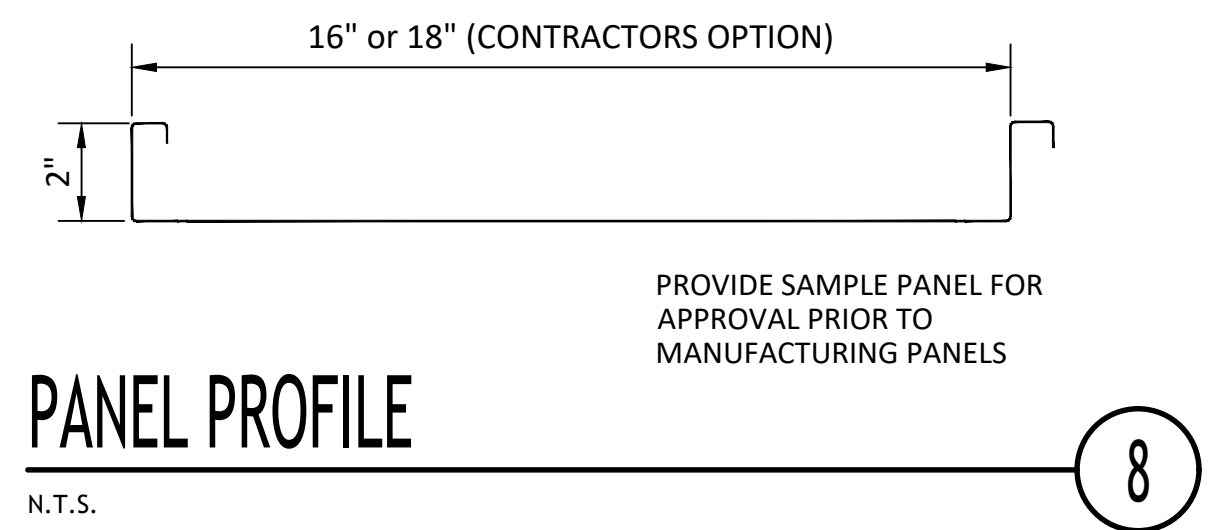 16" or 18" (CONTRACTORS OPTION)
2"
PROVIDE SAMPLE PANEL FOR
APPROVAL PRIOR TO
MANUFACTURING PANELS
PANEL PROFILE
8
N.T.S.